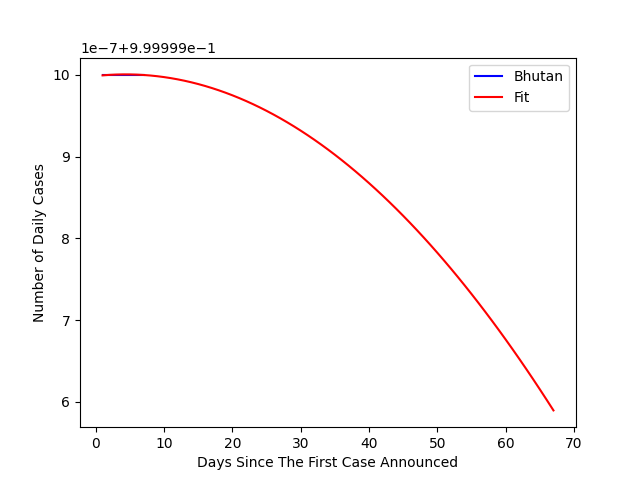 1e−7+9.99999e−1
10
9
8
7
6
Number of Daily Cases
Bhutan
Fit
0 10 20 30 40 50 60 70
Days Since The First Case Announced